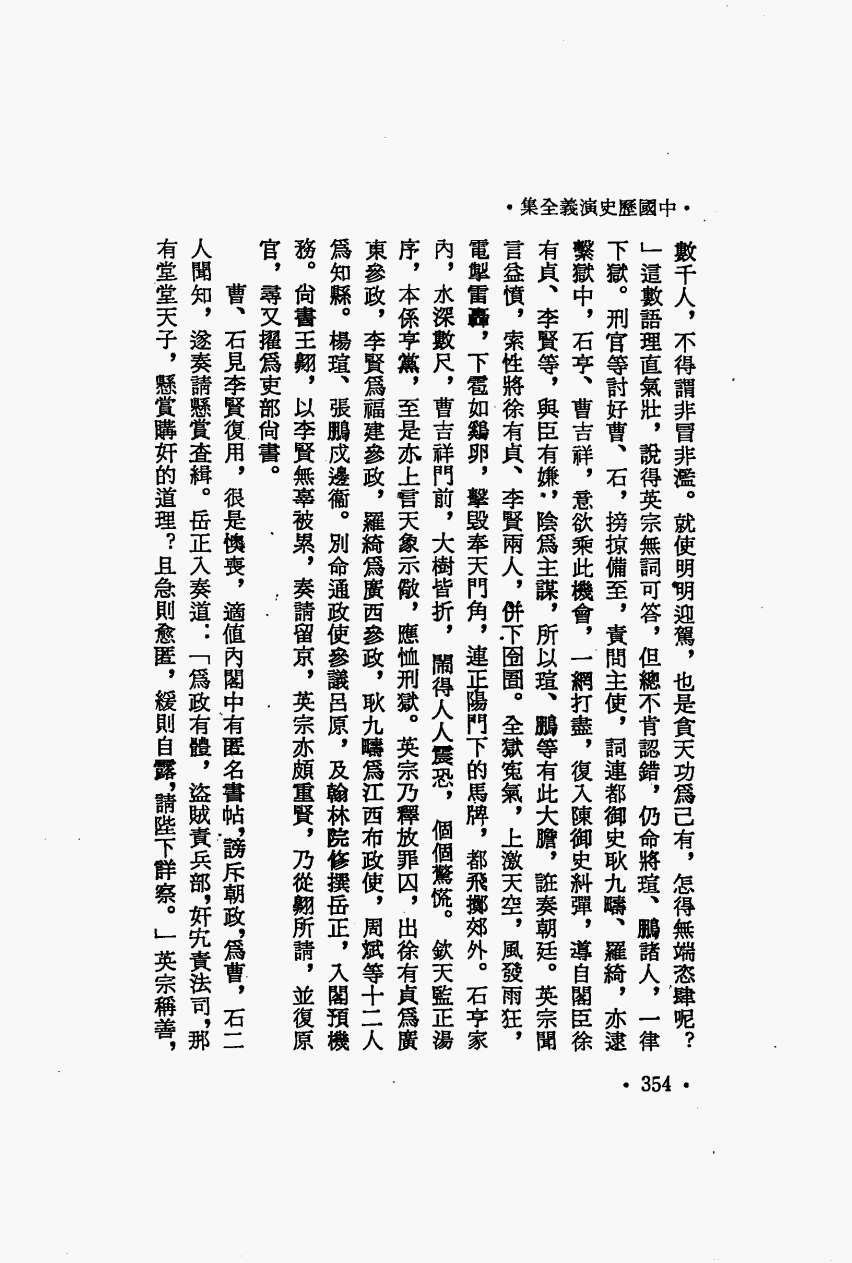 •中國歷史演義全集•
數千人，不得謂非冒非濫。就使明明迎駕，也是貪天功爲己有，怎得無端恣肆呢？
」這數語理直氣壯，說得英宗無詞可答，但總不肯認錯，仍命將瑄、鵬諸人，一律
下獄。刑官等討好曹、石，搒掠備至，責問主使，詞連都御史耿九疇、羅綺，亦逮
繫獄中，石亨、曹吉祥，意欲乘此機會，一網打盡，復入陳御史糾彈，導自閣臣徐
有貞、李賢等，與臣有嫌，陰爲主謀，所以瑄、鵬等有此大膽，誑奏朝廷。英宗聞
言益憤，索性將徐有貞、李賢兩人，併下囹圄。全獄寃氣，上激天空，風發雨狂，
電掣雷轟，下雹如鷄卵，擊毀奉天門角，連正陽門下的馬牌，都飛擲郊外。石亨家
內，水深數尺，曹吉祥門前，大樹皆折，鬧得人人震恐，個個驚慌。欽天監正湯
序，本係亨黨，至是亦上言天象示儆，應恤刑獄。英宗乃釋放罪囚，出徐有貞爲廣
東參政，李賢爲福建參政，羅綺爲廣西參政，耿九疇爲江西布政使，周斌等十二人
爲知縣。楊瑄、張鵬戍邊衞。別命通政使參議呂原，及翰林院修撰岳正，入閣預機
務。尙書王翺，以李賢無辜被累，奏請留京，英宗亦頗重賢，乃從翺所請，並復原
官，尋又擢爲吏部尙書。
曹、石見李賢復用，很是懊喪，適値內閣中有匿名書帖，謗斥朝政，爲曹，石二
人聞知，遂奏請懸賞查緝。岳正入奏道：「爲政有體，盜賊責兵部，奸宄責法司，那
有堂堂天子，懸賞購奸的道理？且急則愈匿，緩則自露，請陛下詳察。」英宗稱善，
•354•